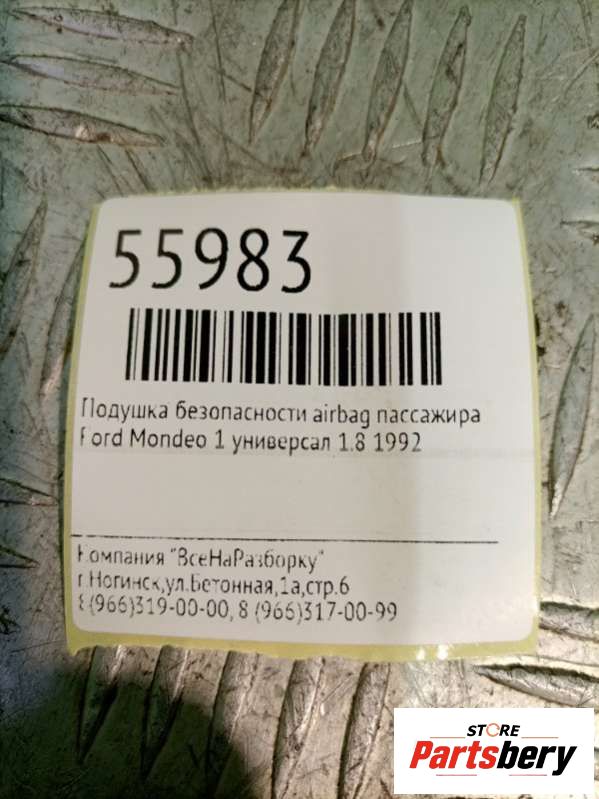 55983
Подушка безопасности airbag пассажира
Ford Mondeo 1 универсал 1.8 1992
Компания "ВсеНаРазборку"
г.Ногинск,ул.Бетонная,1а,стр.6
8(966)319-00-00, 8 (966)317-00-99
STORE
Partsbery